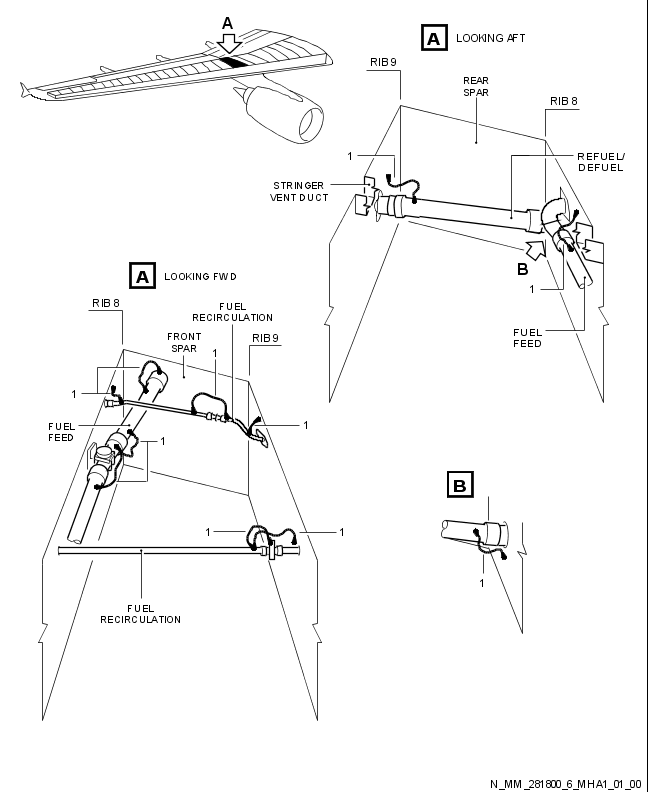 A
A LOOKING AFT
RIB 9
REAR
SPAR
RIB 8
1
REFUEL/
DEFUEL
STRINGER
VENT DUCT
B
1
FUEL
FEED
A LOOKING FWD
RIB 8
FUEL
RECIRCULATION
FRONT
SPAR
RIB 9
1
1
1
FUEL
FEED
1
1
1
FUEL
RECIRCULATION
B
1
N_MM_281800_6_MHA1_01_00